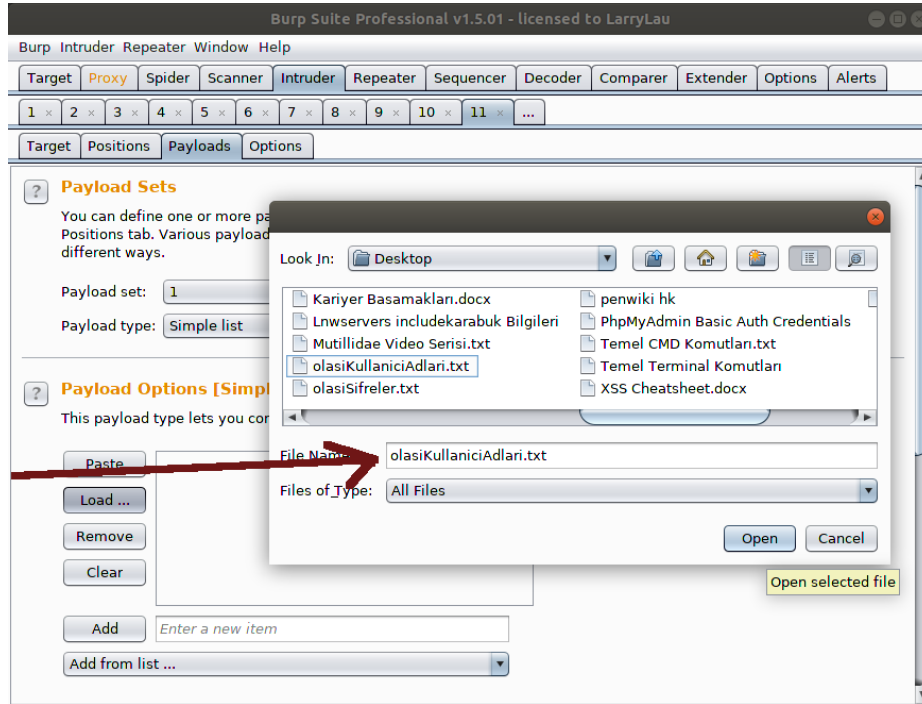 Burp Suite Professional v1.5.01 - licensed to LarryLau
Burp Intruder Repeater Window Help
Target Proxy Spider Scanner Intruder Repeater Sequencer Decoder Comparer Extender Options Alerts
1 × 2 × 3 × 4 × 5 × 6 × 7 × 8 × 9 × 10 × 11 × ...
Target Positions Payloads Options
? Payload Sets
You can define one or more pa
Positions tab. Various payload
different ways.
Payload set: 1
Payload type: Simple list
? Payload Options [Simpl
This payload type lets you cor
Paste
Load ...
Remove
Clear
Add Enter a new item
Add from list ...
Look In: Desktop
Kariyer Basamakları.docx
Lnwservers includekarabuk Bilgileri
Mutillidae Video Serisi.txt
olasiKullaniciAdlari.txt
olasiSifreler.txt
penwiki hk
PhpMyAdmin Basic Auth Credentials
Temel CMD Komutları.txt
Temel Terminal Komutları
XSS Cheatsheet.docx
File Name: olasiKullaniciAdlari.txt
Files of Type: All Files
Open Cancel
Open selected file